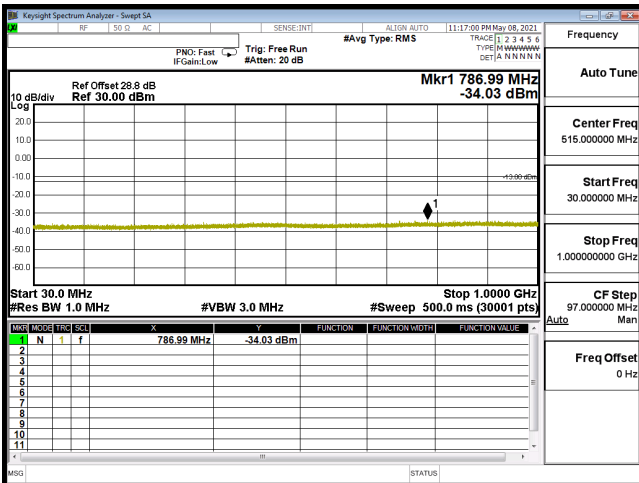 Keysight Spectrum Analyzer - Swept SA
RF 50 Ω AC SENSE:INT ALIGN AUTO 11:17:00 PM May 08, 2021
#Avg Type: RMS TRACE 1 2 3 4 5 6
PNO: Fast Trig: Free Run TYPE M WWWWW
IFGain:Low #Atten: 20 dB DET A N N N N N
Mkr1 786.99 MHz
Ref Offset 28.8 dB
10 dB/div Ref 30.00 dBm -34.03 dBm
Log
20.0
10.0
0.00
-10.0
-13.00 dBm
-20.0
-30.0
1
-40.0
-50.0
-60.0
Start 30.0 MHz Stop 1.0000 GHz
#Res BW 1.0 MHz #VBW 3.0 MHz #Sweep 500.0 ms (30001 pts)
MKR MODE TRC SCL X Y FUNCTION FUNCTION WIDTH FUNCTION VALUE
1 N 1 f 786.99 MHz -34.03 dBm
2
3
4
5
6
7
8
9
10
11
MSG STATUS
Frequency
Auto Tune
Center Freq
515.000000 MHz
Start Freq
30.000000 MHz
Stop Freq
1.000000000 GHz
CF Step
97.000000 MHz
Auto Man
Freq Offset
0 Hz